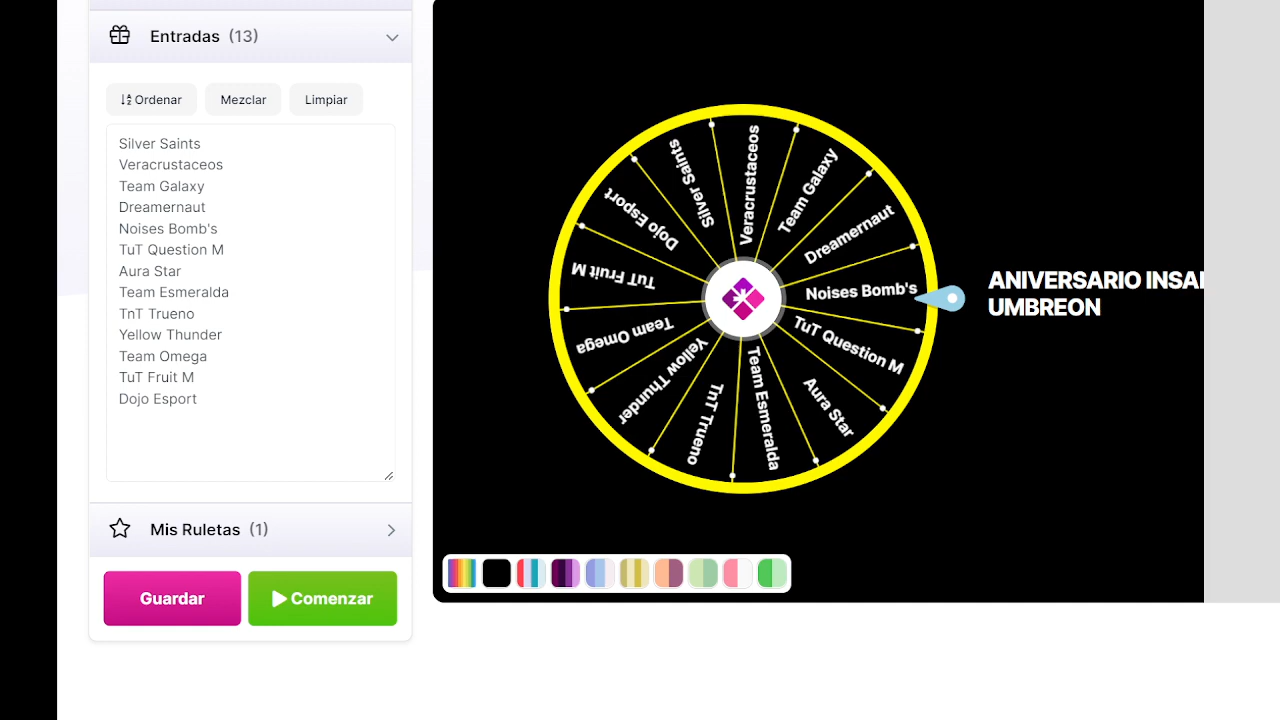 Entradas (13)
Ordenar
Mezclar
Limpiar
Silver Saints
Veracrustaceos
Team Galaxy
Dreamernaut
Noises Bomb's
TuT Question M
Aura Star
Team Esmeralda
TnT Trueno
Yellow Thunder
Team Omega
TuT Fruit M
Dojo Esport
Mis Ruletas (1)
Guardar
Comenzar
Silver Saints
Veracrustaceos
Team Galaxy
Dreamernaut
Noises Bomb's
TuT Question M
Aura Star
Team Esmeralda
TnT Trueno
Yellow Thunder
Team Omega
TuT Fruit M
Dojo Esport
ANIVERSARIO
UMBREON